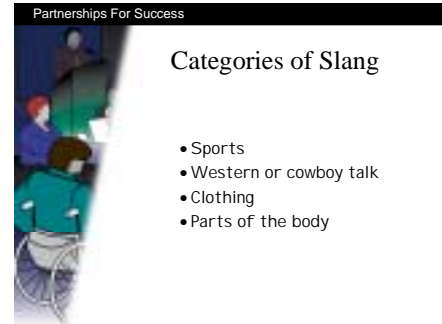 Partnerships For Success
Categories of Slang
• Sports
• Western or cowboy talk
• Clothing
• Parts of the body